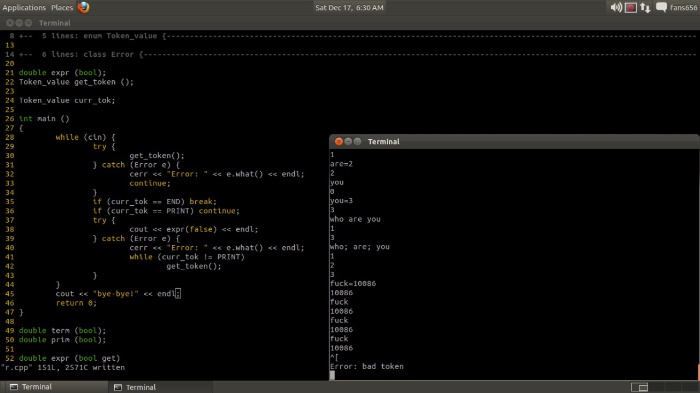 Applications Places
Sat Dec 17, 6:30 AM
fans656
Terminal
8 +-- 5 lines: enum Token_value {
13
14 +-- 6 lines: class Error {
20
21 double expr (bool);
22 Token_value get_token ();
23
24 Token_value curr_tok;
25
26 int main ()
27 {
28 while (cin) {
29 try {
30 get_token();
31 } catch (Error e) {
32 cerr << "Error: " << e.what() << endl;
33 continue;
34 }
35 if (curr_tok == END) break;
36 if (curr_tok == PRINT) continue;
37 try {
38 cout << expr(false) << endl;
39 } catch (Error e) {
40 cerr << "Error: " << e.what() << endl;
41 while (curr_tok != PRINT)
42 get_token();
43 }
44 }
45 cout << "bye-bye!" << endl;
46 return 0;
47 }
48
49 double term (bool);
50 double prim (bool);
51
52 double expr (bool get)
"r.cpp" 151L, 2571C written
Terminal
1
are=2
2
you
0
you=3
3
who are you
1
3
who; are; you
1
2
3
fuck=10086
10086
fuck
10086
fuck
10086
fuck
10086
^[
Error: bad token
Terminal
Terminal